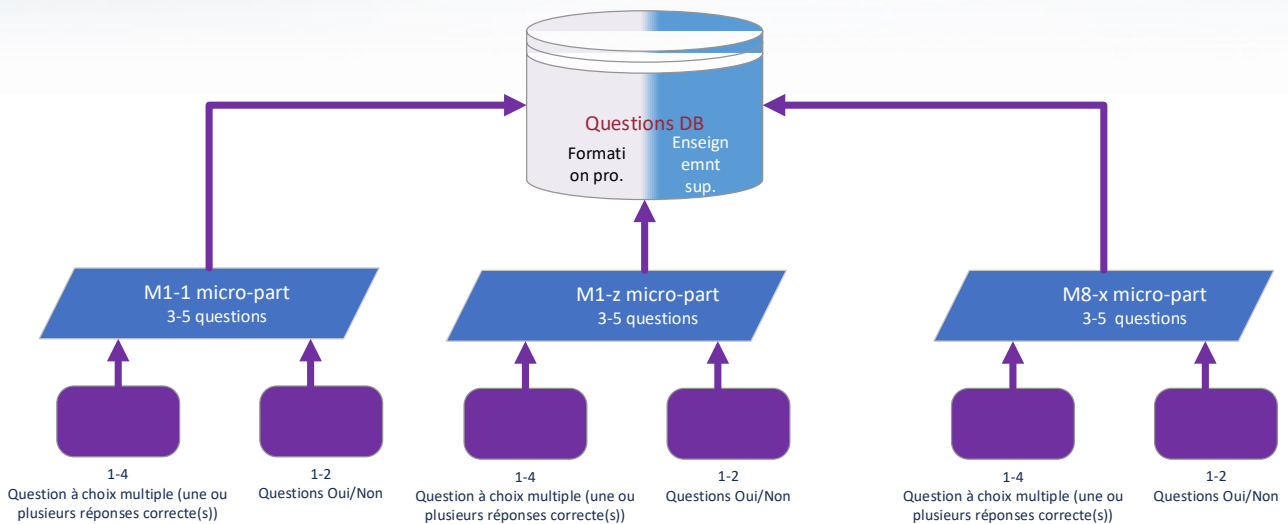 Questions DB
Formati
on pro.
Enseign
emnt
sup.
M1-1 micro-part
3-5 questions
M1-z micro-part
3-5 questions
M8-x micro-part
3-5 questions
1-4
Question à choix multiple (une ou
plusieurs réponses correcte(s))
1-2
Questions Oui/Non
1-4
Question à choix multiple (une ou
plusieurs réponses correcte(s))
1-2
Questions Oui/Non
1-4
Question à choix multiple (une ou
plusieurs réponses correcte(s))
1-2
Questions Oui/Non